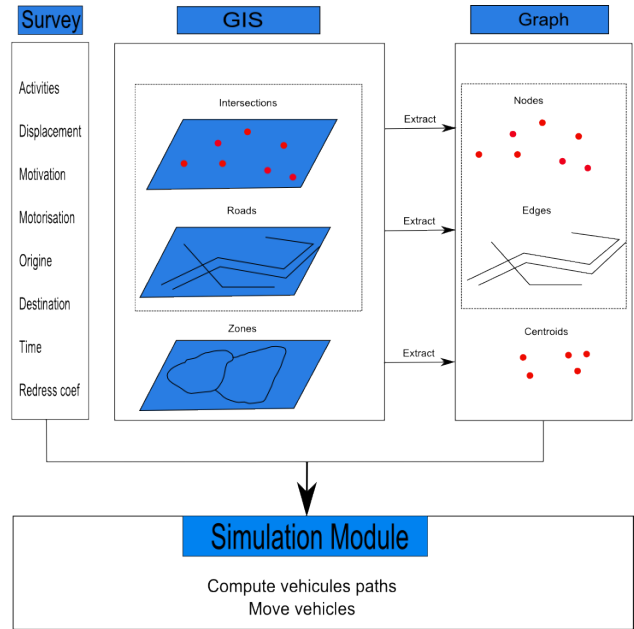 Survey
GIS
Graph
Activities
Displacement
Motivation
Motorisation
Origine
Destination
Time
Redress coef
Intersections
Roads
Zones
Extract
Extract
Extract
Nodes
Edges
Centroids
Simulation Module
Compute vehicules paths
Move vehicles